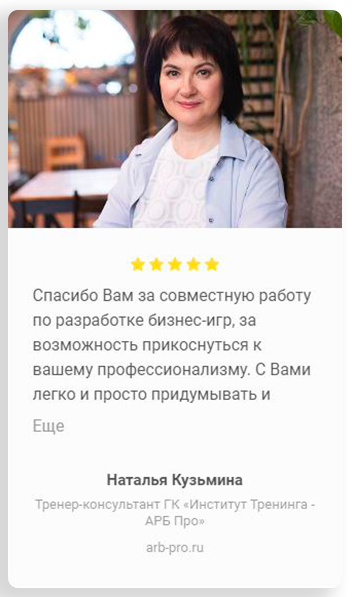 Спасибо Вам за совместную работу
по разработке бизнес-игр, за
возможность прикоснуться к
вашему профессионализму. С Вами
легко и просто придумывать и
Еще
Наталья Кузьмина
Тренер-консультант ГК «Институт Тренинга -
АРБ Про»
arb-pro.ru